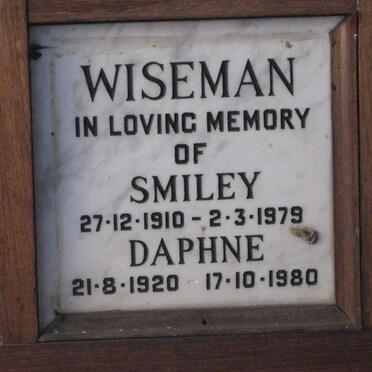 WISEMAN
IN LOVING MEMORY
OF
SMILEY
27·12·1910 – 2·3·1979
DAPHNE
21·8·1920 17·10·1980